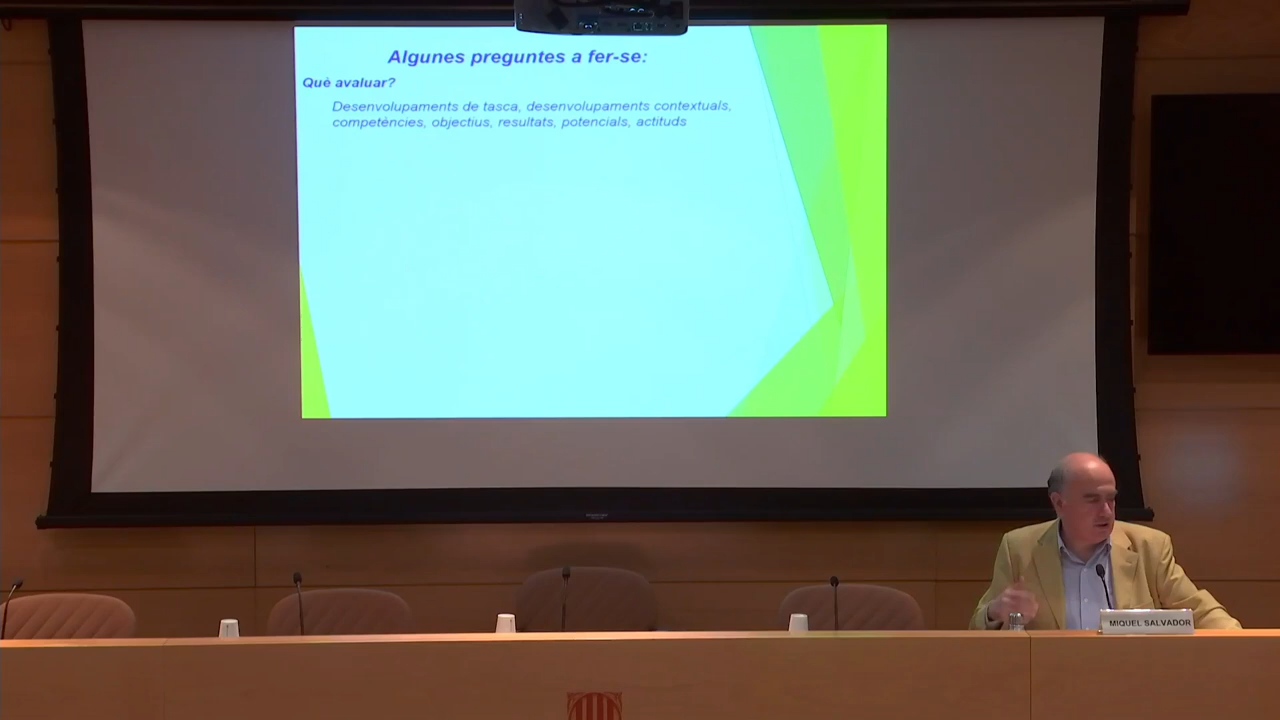 Algunes preguntes a fer-se:
Què avaluar?
Desenvolupaments de tasca, desenvolupaments contextuals,
competències, objectius, resultats, potencials, actituds
MIQUEL SALVADOR